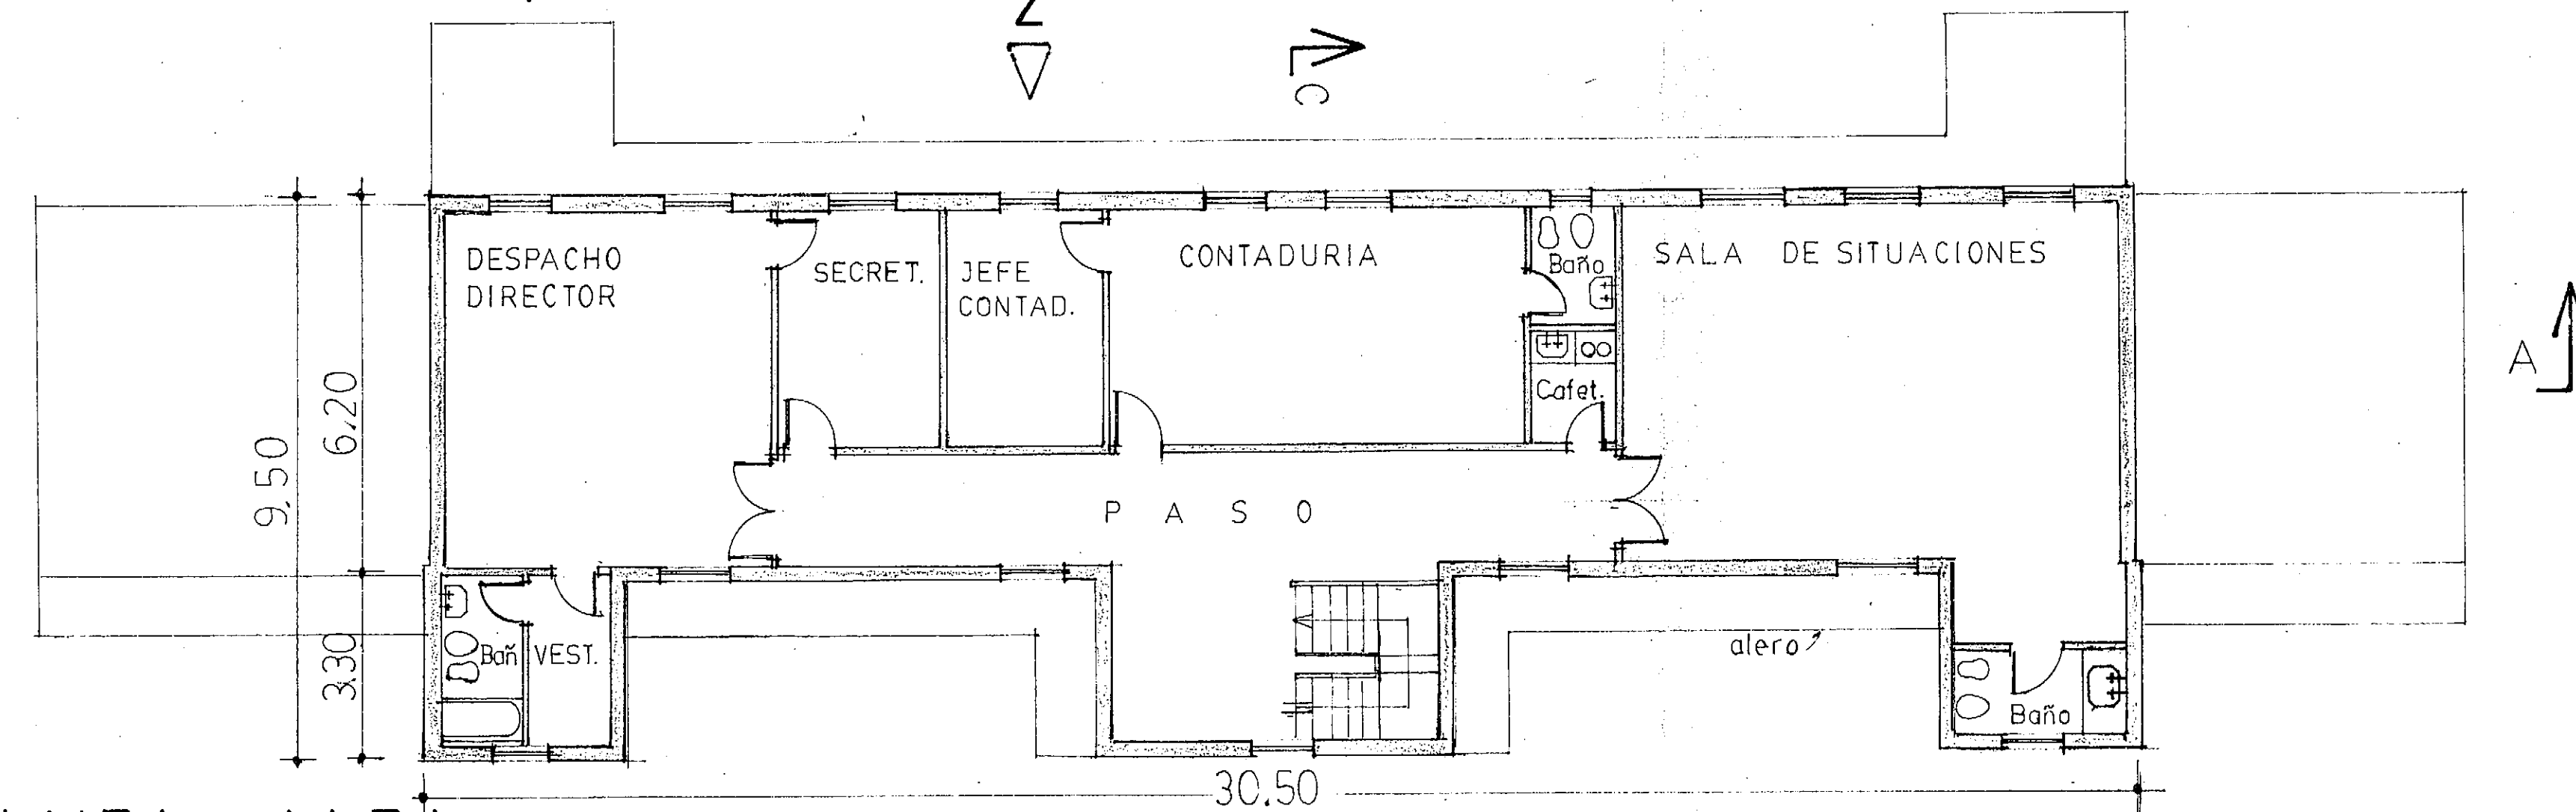 C
DESPACHO
DIRECTOR
SECRET.
JEFE
CONTAD.
CONTADURIA
Baño
SALA DE SITUACIONES
Cafet.
A
9.50
6.20
3.30
PASO
Bañ
VEST.
alero
Baño
30.50